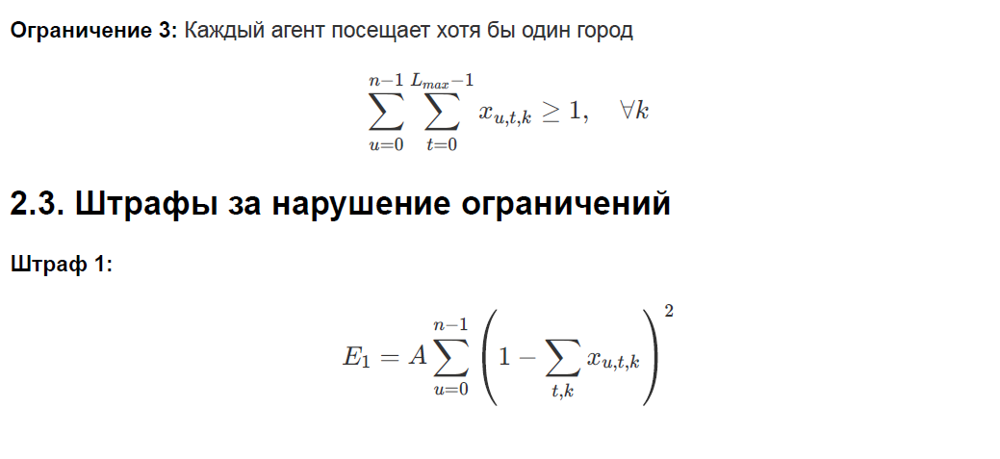 Ограничение 3: Каждый агент посещает хотя бы один город
$$\sum_{u=0}^{n-1} \sum_{t=0}^{L_{max}-1} x_{u,t,k} \geq 1, \quad \forall k$$
2.3. Штрафы за нарушение ограничений
Штраф 1:
$$E_1 = A \sum_{u=0}^{n-1} \left( 1 - \sum_{t,k} x_{u,t,k} \right)^2$$